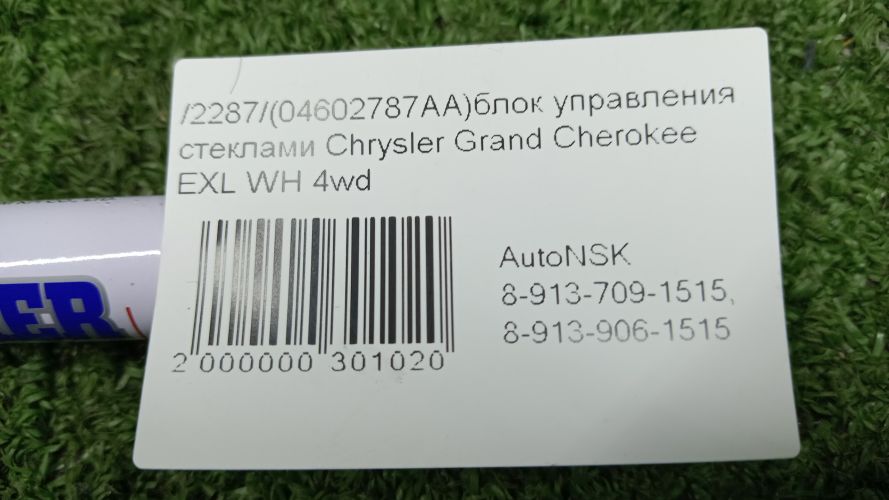 /2287/(04602787AA)блок управления
стеклами Chrysler Grand Cherokee
EXL WH 4wd
AutoNSK
8-913-709-1515,
8-913-906-1515
2 000000 301020